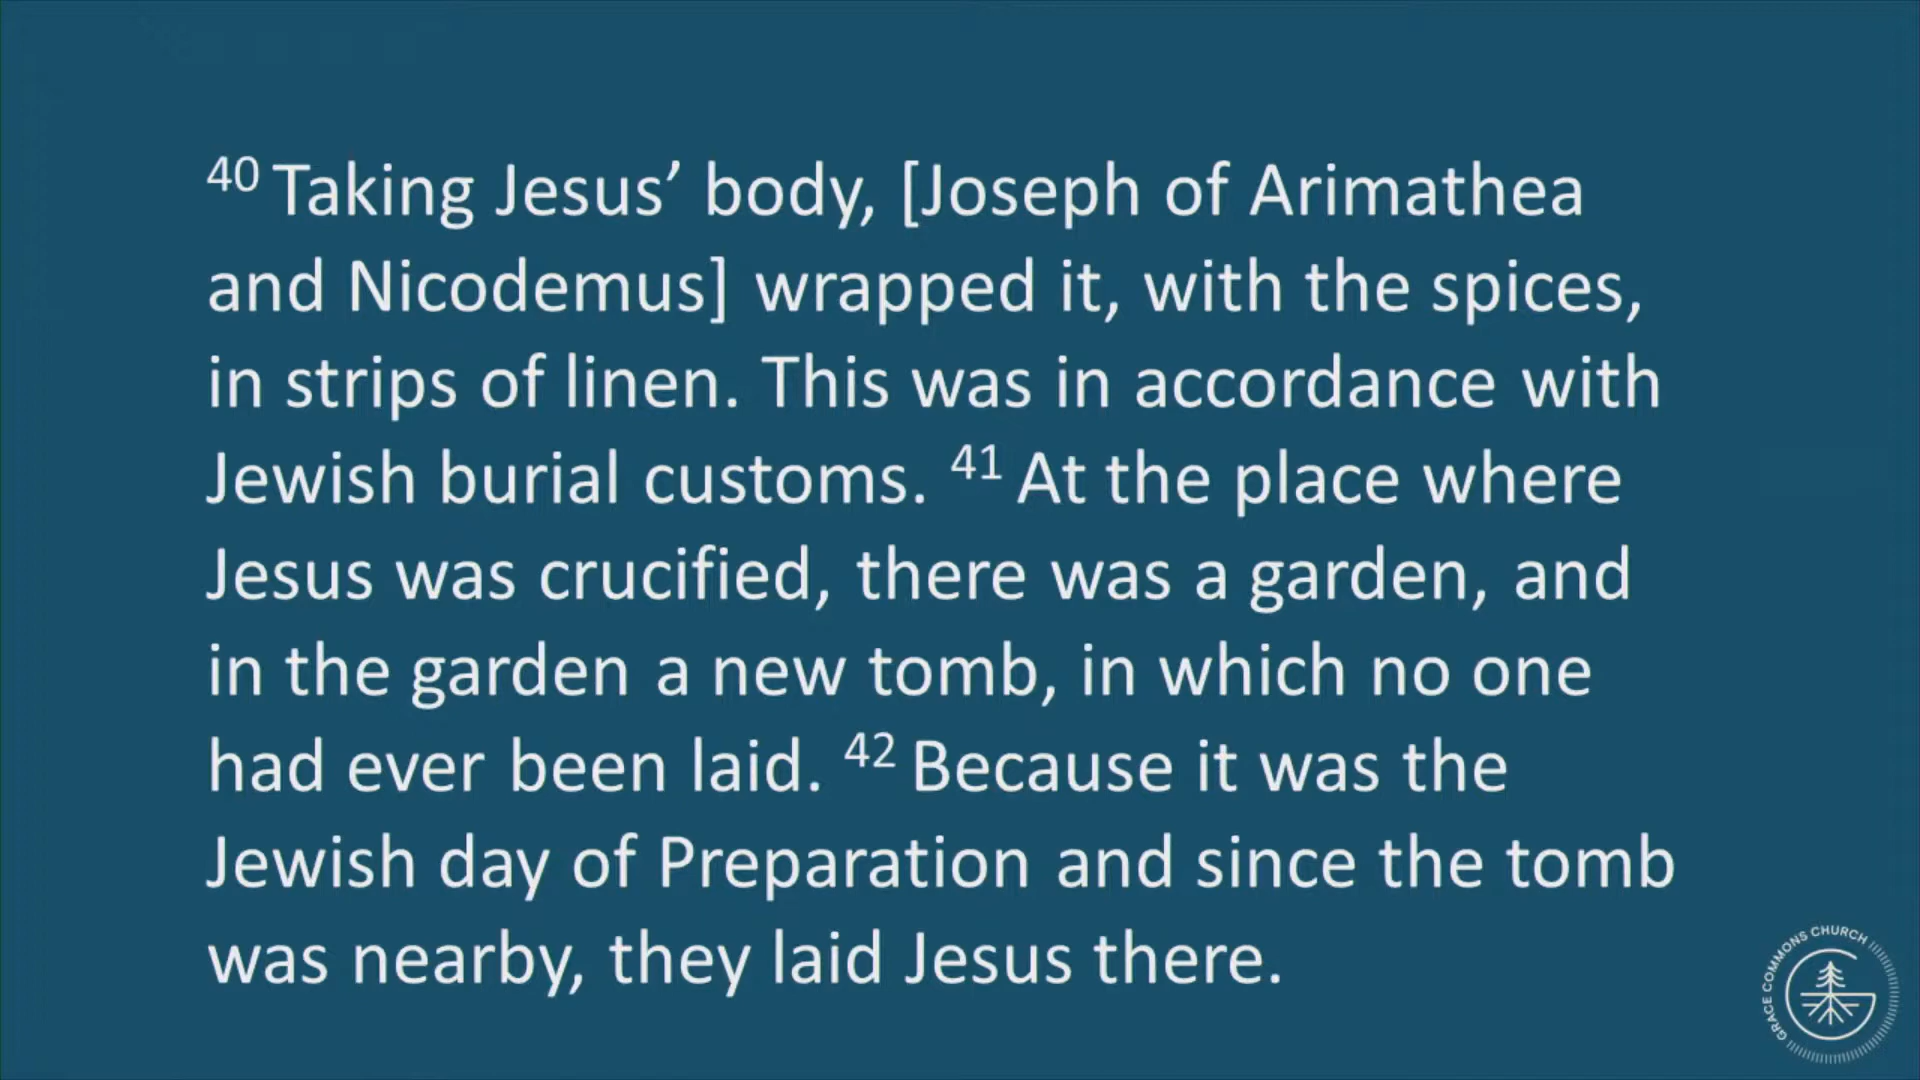 40 Taking Jesus’ body, [Joseph of Arimathea
and Nicodemus] wrapped it, with the spices,
in strips of linen. This was in accordance with
Jewish burial customs. 41 At the place where
Jesus was crucified, there was a garden, and
in the garden a new tomb, in which no one
had ever been laid. 42 Because it was the
Jewish day of Preparation and since the tomb
was nearby, they laid Jesus there.
GRACE COMMONS CHURCH